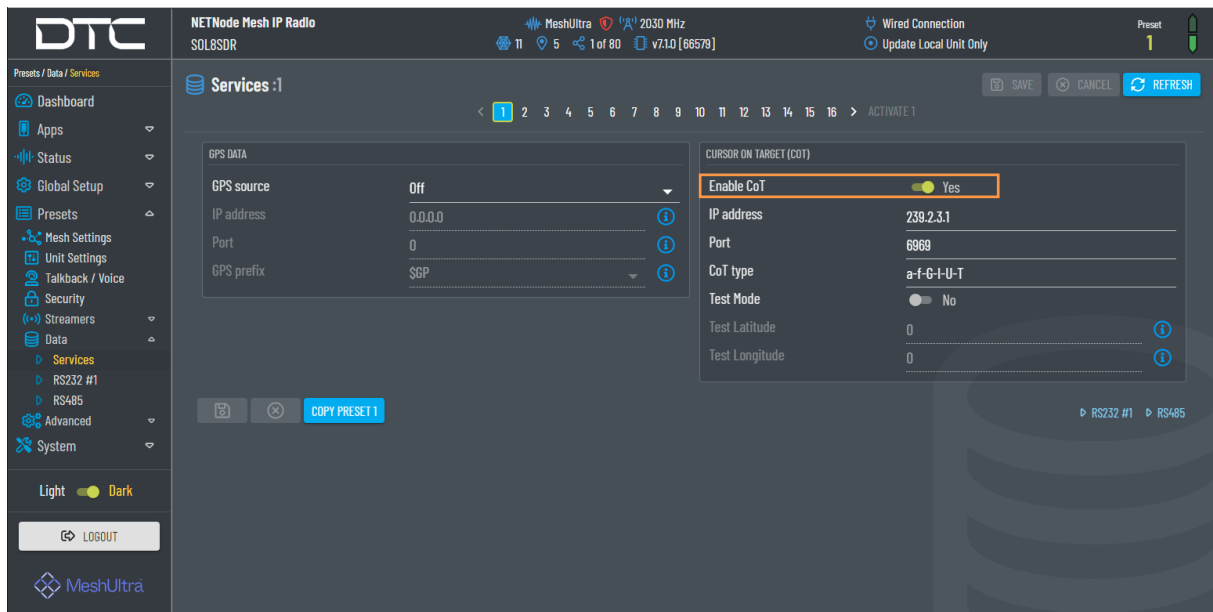 DTC
NETNode Mesh IP Radio
SOL8SDR
MeshUltra 2030 MHz
11 5 1 of 80 v7.1.0 [66579]
Wired Connection
Update Local Unit Only
Preset
1
Presets / Data / Services
Dashboard
Apps
Status
Global Setup
Presets
Mesh Settings
Unit Settings
Talkback / Voice
Security
Streamers
Data
Services
RS232 #1
RS485
Advanced
System
Light Dark
LOGOUT
MeshUltra
Services :1
SAVE CANCEL REFRESH
< 1 2 3 4 5 6 7 8 9 10 11 12 13 14 15 16 > ACTIVATE 1
GPS DATA
GPS source Off
IP address 0.0.0.0
Port 0
GPS prefix $GP
CURSOR ON TARGET (COT)
Enable CoT Yes
IP address 239.2.3.1
Port 6969
CoT type a-f-G-I-U-T
Test Mode No
Test Latitude 0
Test Longitude 0
COPY PRESET 1
RS232 #1 RS485